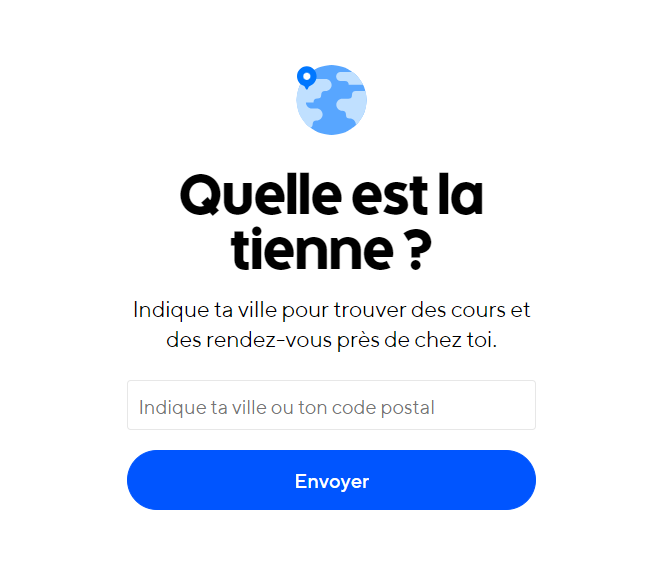 Quelle est la
tienne ?
Indique ta ville pour trouver des cours et
des rendez-vous près de chez toi.
Indique ta ville ou ton code postal
Envoyer